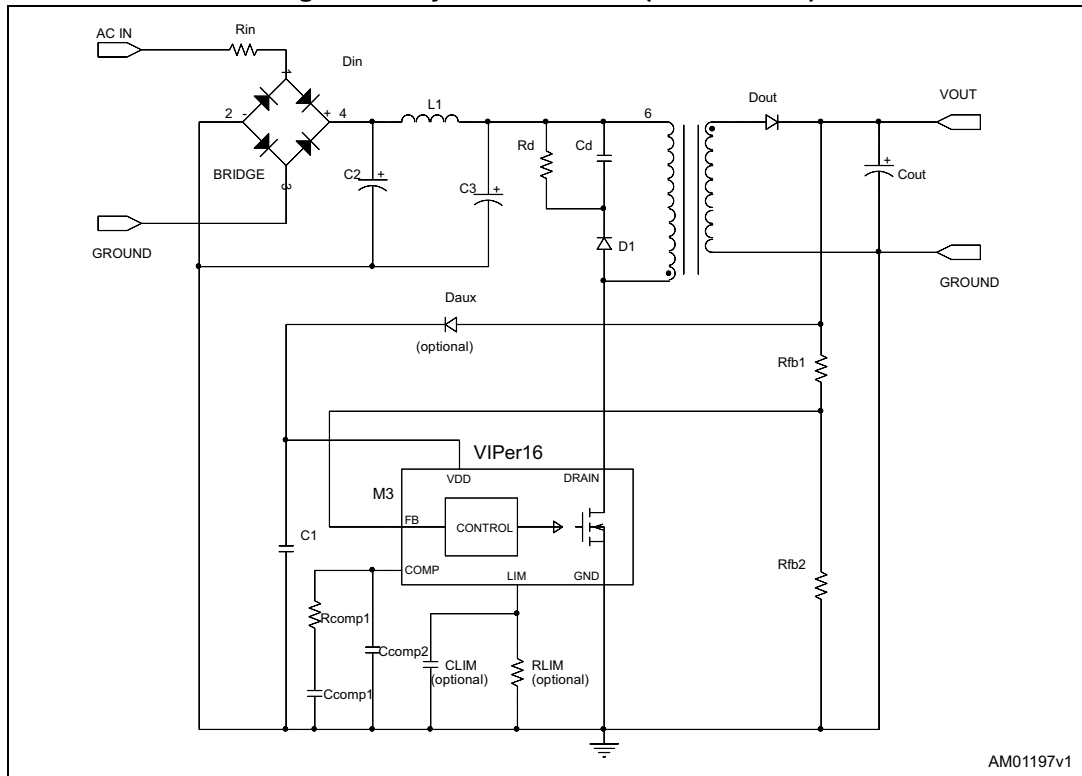 AC IN
Rin
Din
1
2
-
+
4
BRIDGE
3
GROUND
L1
C2
+
C3
+
Rd
Cd
6
D1
Dout
VOUT
+
Cout
GROUND
Daux
(optional)
Rfb1
VIPer16
VDD
DRAIN
M3
FB
CONTROL
C1
COMP
LIM
GND
Rfb2
Rcomp1
Ccomp2
CLIM
(optional)
RLIM
(optional)
Ccomp1
AM01197v1